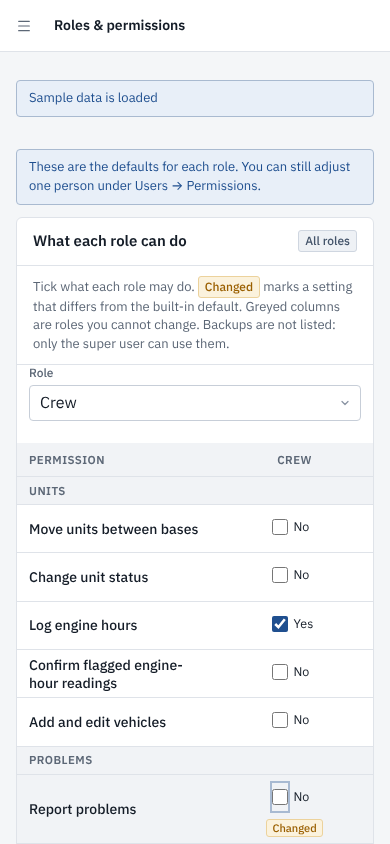 Roles & permissions
Sample data is loaded
These are the defaults for each role. You can still adjust
one person under Users → Permissions.
What each role can do
All roles
Tick what each role may do. Changed marks a setting
that differs from the built-in default. Greyed columns
are roles you cannot change. Backups are not listed:
only the super user can use them.
Role
Crew
PERMISSION CREW
UNITS
Move units between bases No
Change unit status No
Log engine hours Yes
Confirm flagged engine-
hour readings No
Add and edit vehicles No
PROBLEMS
Report problems No
Changed